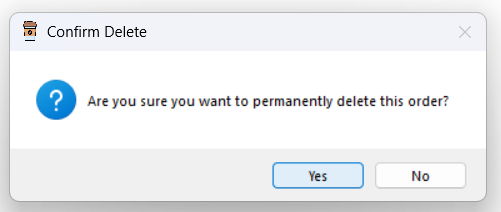 Confirm Delete
Are you sure you want to permanently delete this order?
Yes
No